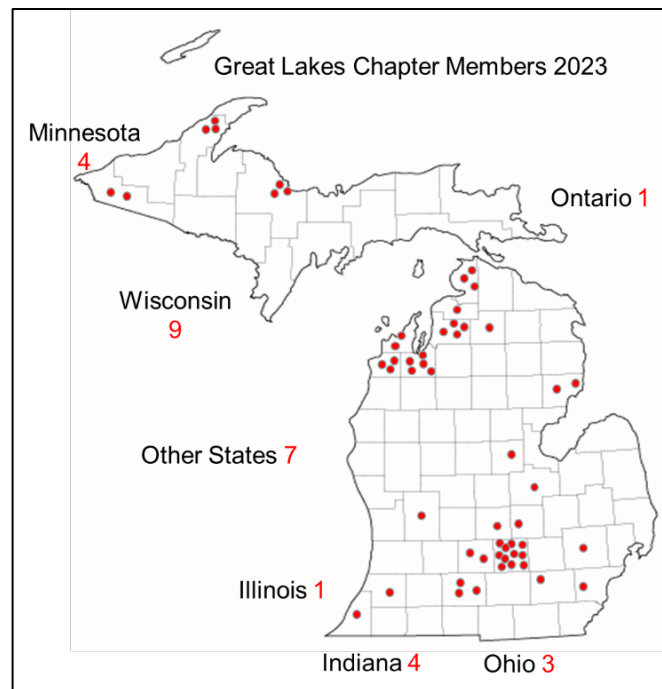 Great Lakes Chapter Members 2023
Minnesota
4
Ontario 1
Wisconsin
9
Other States 7
Illinois 1
Indiana 4
Ohio 3